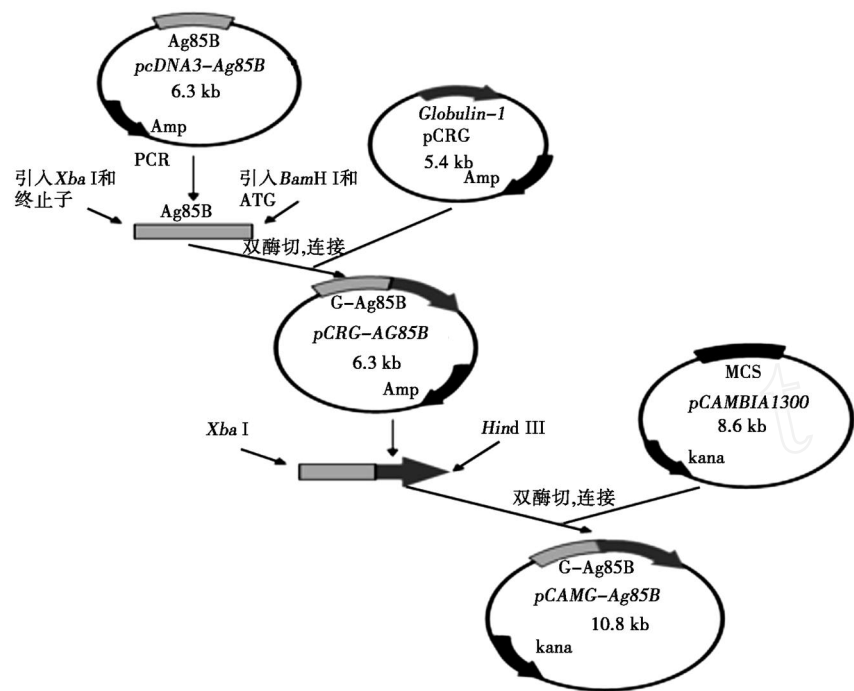 Ag85B
pcDNA3-Ag85B
6.3 kb
Amp
Globulin-1
pCRG
5.4 kb
Amp
PCR
引入Xba I和
终止子
引入BamH I和
ATG
Ag85B
双酶切,连接
G-Ag85B
pCRG-AG85B
6.3 kb
Amp
MCS
pCAMBIA1300
8.6 kb
kana
Xba I
Hind III
双酶切,连接
G-Ag85B
pCAMG-Ag85B
10.8 kb
kana